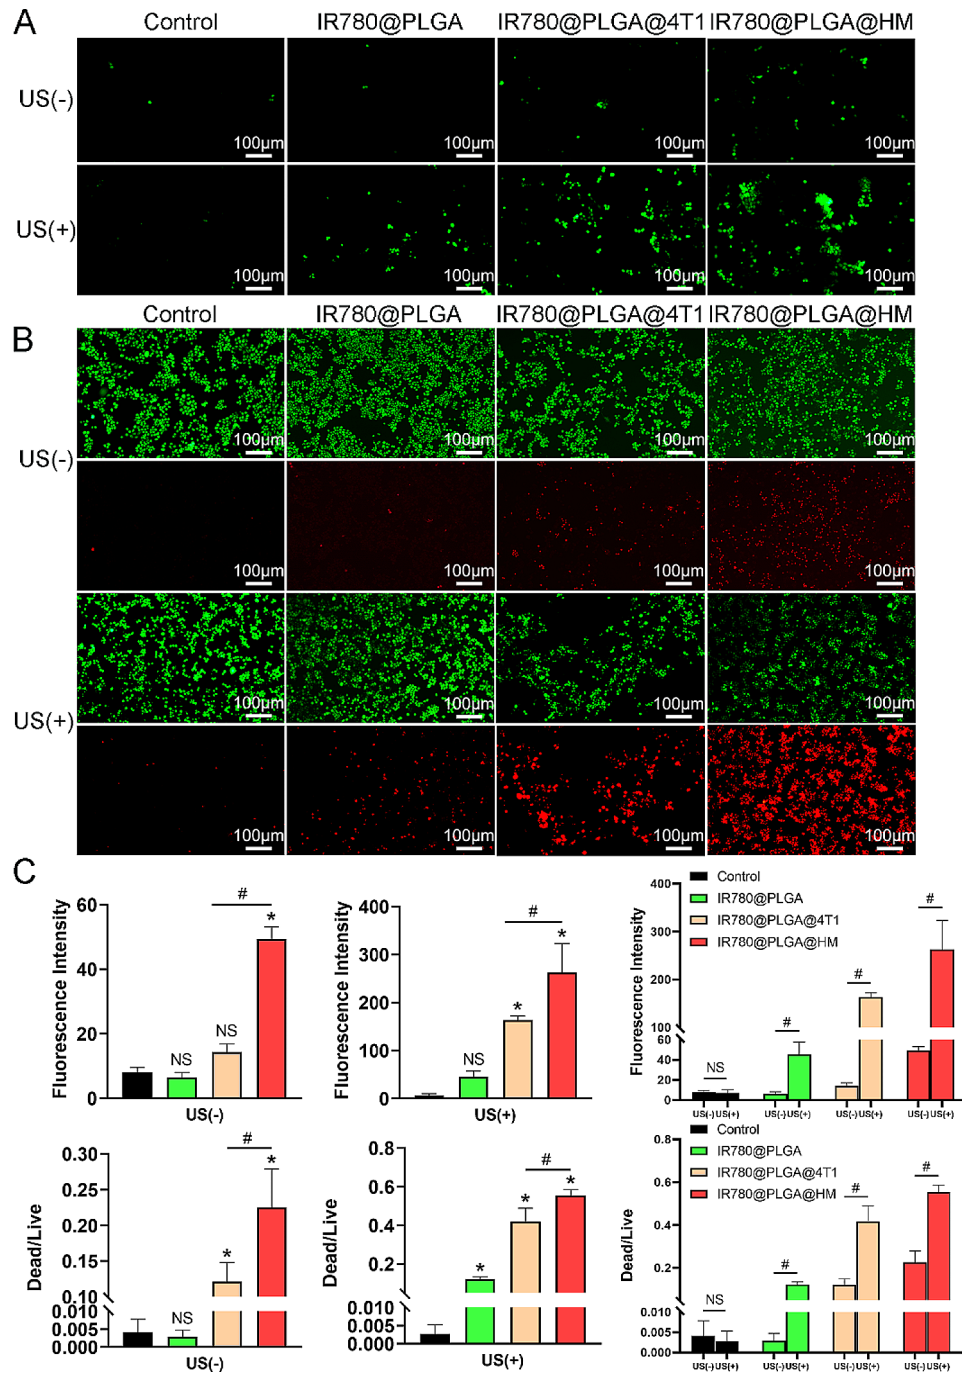 A
Control IR780@PLGA IR780@PLGA@4T1 IR780@PLGA@HM
US(-)
100μm 100μm 100μm 100μm
US(+)
100μm 100μm 100μm 100μm
B
Control IR780@PLGA IR780@PLGA@4T1 IR780@PLGA@HM
100μm 100μm 100μm 100μm
US(-)
100μm 100μm 100μm 100μm
100μm 100μm 100μm 100μm
US(+)
100μm 100μm 100μm 100μm
C
Fluorescence Intensity
60
40
20
0
NS
NS
#
*
US(-)
Fluorescence Intensity
400
300
200
100
0
NS
*
#
*
US(+)
Control
IR780@PLGA
IR780@PLGA@4T1
IR780@PLGA@HM
Fluorescence Intensity
400
300
200
100
60
40
20
0
NS
#
#
#
US(-) US(+) US(-) US(+) US(-) US(+) US(-) US(+)
Dead/Live
0.30
0.25
0.20
0.15
0.10
0.010
0.005
0.000
NS
*
#
*
US(-)
Dead/Live
0.8
0.6
0.4
0.2
0.010
0.005
0.000
*
*
#
*
US(+)
Control
IR780@PLGA
IR780@PLGA@4T1
IR780@PLGA@HM
Dead/Live
0.8
0.6
0.4
0.2
0.010
0.005
0.000
NS
#
#
#
US(-) US(+) US(-) US(+) US(-) US(+) US(-) US(+)